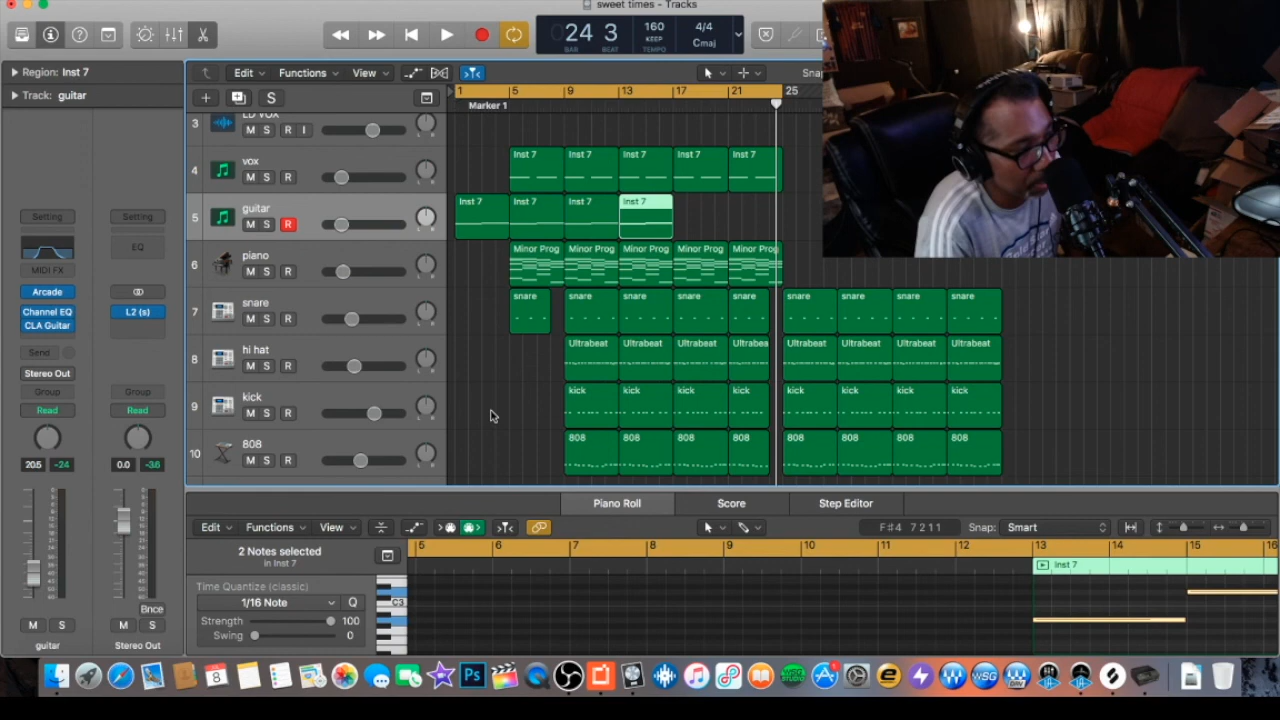 sweet times - Tracks
24 3
BAR BEAT
160
KEEP
TEMPO
4/4
Cmaj
Region: Inst 7
Track: guitar
Edit Functions View
Snap
S
1 5 9 13 17 21 25
Marker 1
3 LD VOX
M S R I
4 vox
M S R
Inst 7 Inst 7 Inst 7 Inst 7 Inst 7
5 guitar
M S R
Inst 7 Inst 7 Inst 7 Inst 7
6 piano
M S R
Minor Prog Minor Prog Minor Prog Minor Prog Minor Prog
7 snare
M S R
snare snare snare snare snare snare snare snare snare
8 hi hat
M S R
Ultrabeat Ultrabeat Ultrabeat Ultrabea Ultrabeat Ultrabeat Ultrabeat Ultrabeat
9 kick
M S R
kick kick kick kick kick kick kick kick
10 808
M S R
808 808 808 808 808 808 808 808
Setting Setting
EQ
MIDI FX
Arcade
Channel EQ L2 (s)
CLA Guitar
Send
Stereo Out
Group Group
Read Read
20.5 -24 0.0 -3.6
Bnce
M S M S
guitar Stereo Out
Piano Roll Score Step Editor
Edit Functions View
F#4 7 2 1 1
Snap: Smart
2 Notes selected
in Inst 7
5 6 7 8 9 10 11 12 13 14 15 16
Inst 7
Time Quantize (classic)
1/16 Note Q
Strength 100
Swing 0
C3
8
Ps
WSG